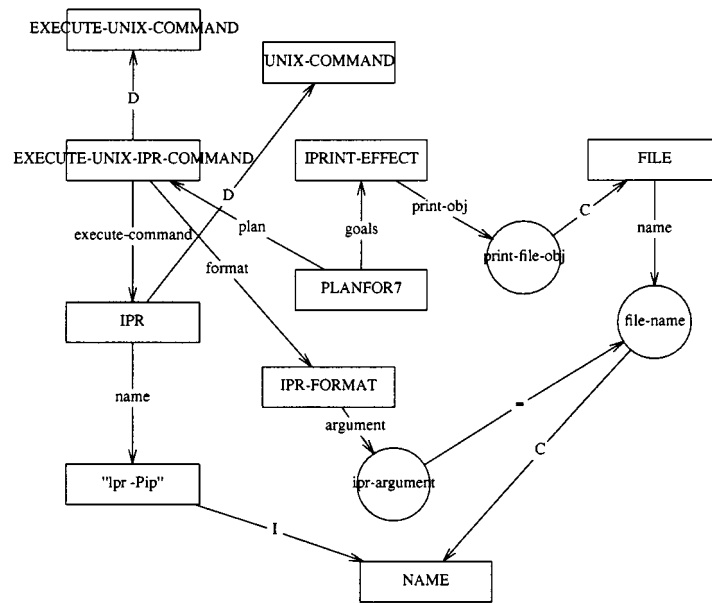 EXECUTE-UNIX-COMMAND
UNIX-COMMAND
D
EXECUTE-UNIX-IPR-COMMAND
IPRINT-EFFECT
FILE
D
print-obj
C
execute-command
plan
goals
name
format
print-file-obj
PLANFOR7
IPR
file-name
IPR-FORMAT
name
=
argument
C
"lpr -Pip"
ipr-argument
I
NAME